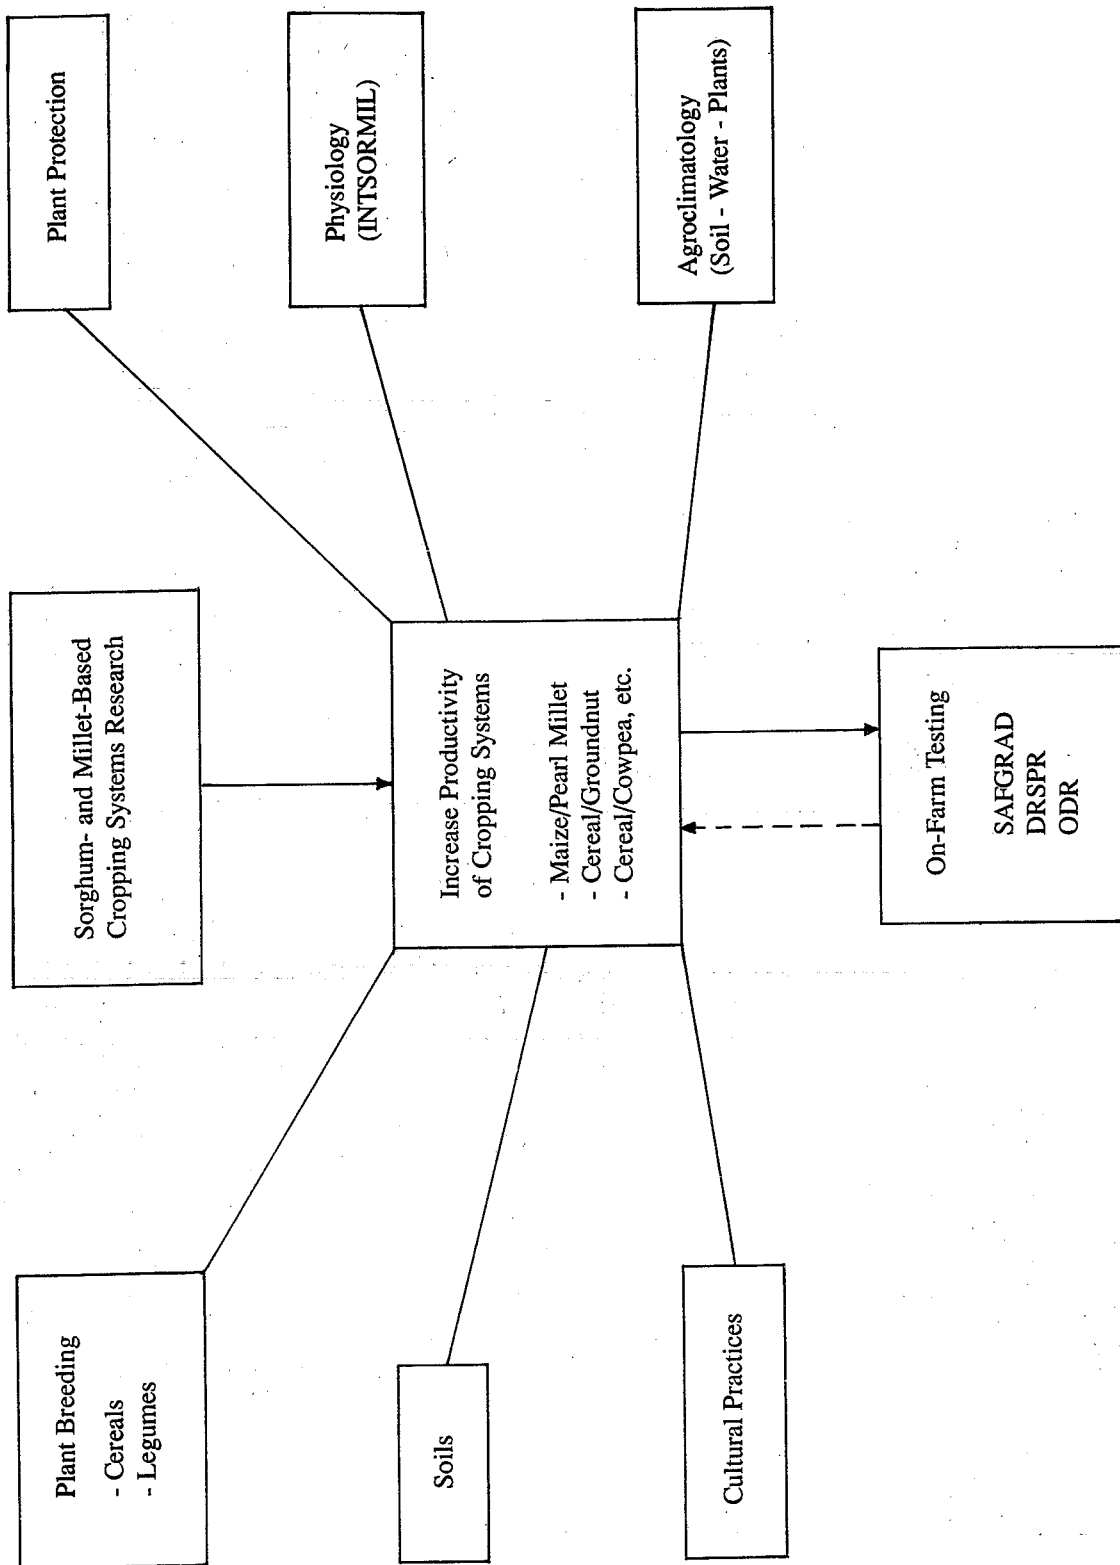 Plant Breeding
- Cereals
- Legumes
Sorghum- and Millet-Based
Cropping Systems Research
Plant Protection
Soils
Increase Productivity
of Cropping Systems
- Maize/Pearl Millet
- Cereal/Groundnut
- Cereal/Cowpea, etc.
Physiology
(INTSORMIL)
Cultural Practices
Agroclimatology
(Soil - Water - Plants)
On-Farm Testing
SAFGRAD
DRSPR
ODR